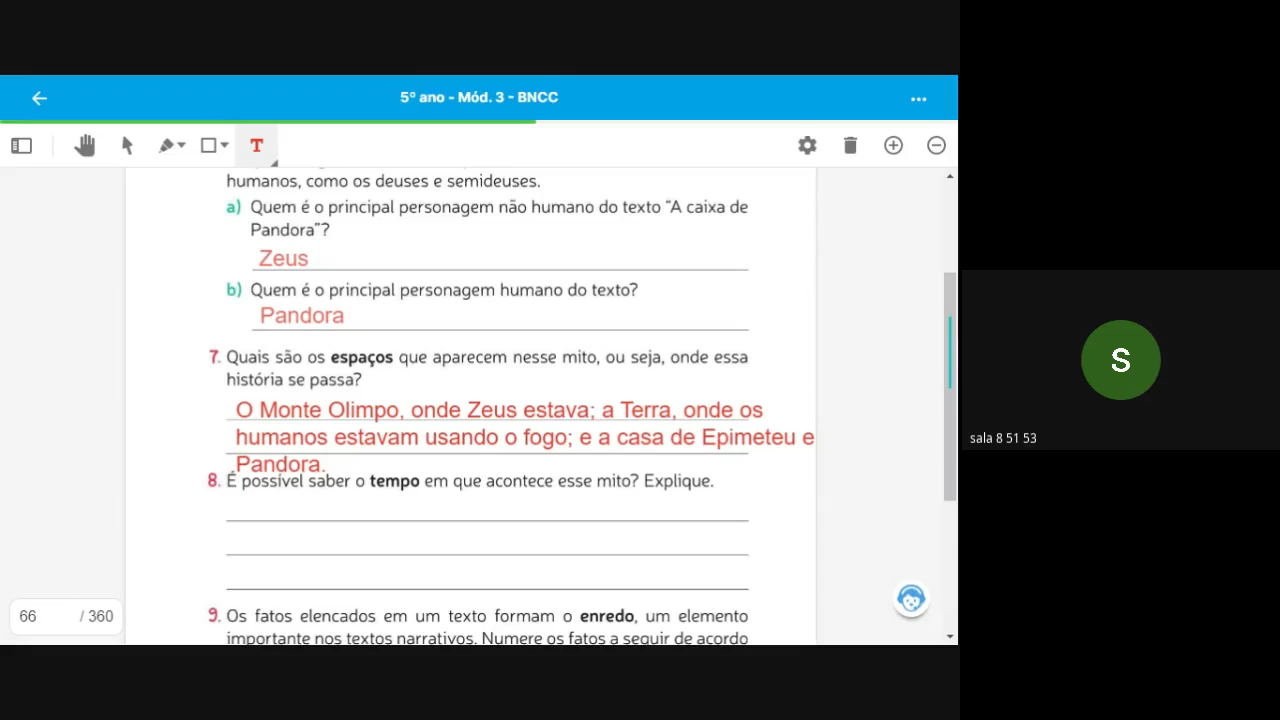 5º ano - Mód. 3 - BNCC
T
humanos, como os deuses e semideuses.
a) Quem é o principal personagem não humano do texto “A caixa de
Pandora”?
Zeus
b) Quem é o principal personagem humano do texto?
Pandora
7. Quais são os espaços que aparecem nesse mito, ou seja, onde essa
história se passa?
O Monte Olimpo, onde Zeus estava; a Terra, onde os
humanos estavam usando o fogo; e a casa de Epimeteu e
Pandora.
8. É possível saber o tempo em que acontece esse mito? Explique.
9. Os fatos elencados em um texto formam o enredo, um elemento
importante nos textos narrativos. Numere os fatos a seguir de acordo
66 / 360
S
sala 8 51 53